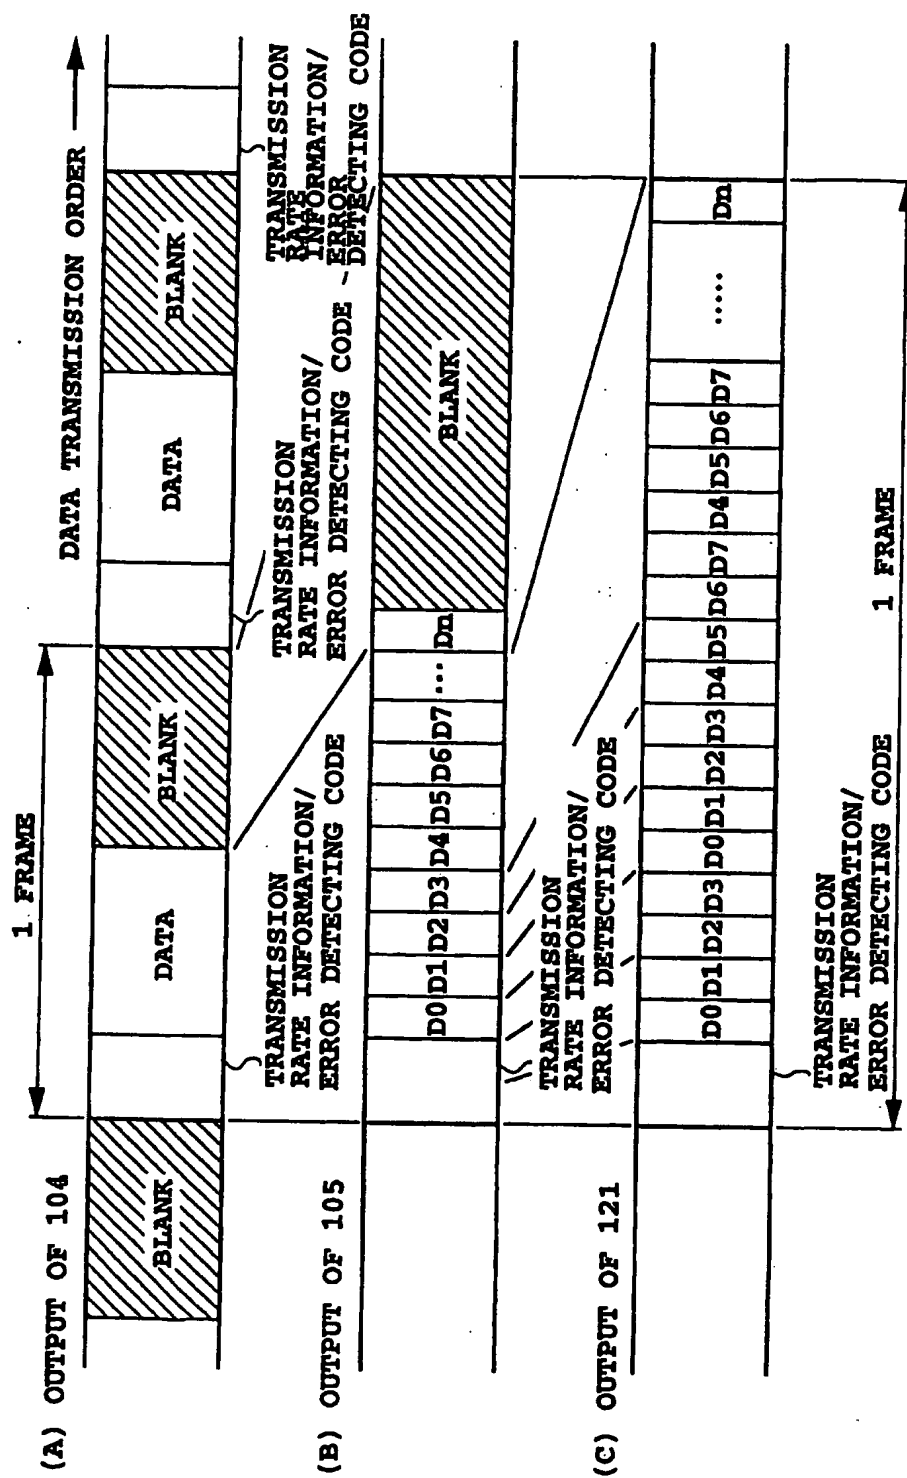 DATA TRANSMISSION ORDER
1 FRAME
(A) OUTPUT OF 104
BLANK
DATA
BLANK
DATA
BLANK
TRANSMISSION
RATE INFORMATION/
ERROR DETECTING CODE
TRANSMISSION
RATE INFORMATION/
ERROR DETECTING CODE
TRANSMISSION
RATE
INFORMATION/
ERROR
DETECTING CODE
TRANSMISSION
INFORMATION/
DETECTING CODE
(B) OUTPUT OF 105
D0 D1 D2 D3 D4 D5 D6 D7 ... Dn
BLANK
TRANSMISSION
RATE INFORMATION/
ERROR DETECTING CODE
(C) OUTPUT OF 121
D0 D1 D2 D3 D0 D1 D2 D3 D4 D5 D6 D7 D4 D5 D6 D7 ..... Dn
TRANSMISSION
RATE INFORMATION/
ERROR DETECTING CODE
1 FRAME